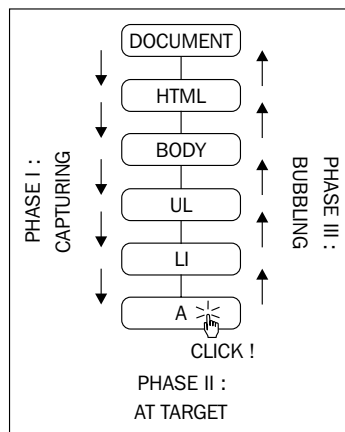 DOCUMENT
HTML
BODY
UL
LI
A
CLICK !
PHASE I :
CAPTURING
PHASE II :
AT TARGET
PHASE III :
BUBBLING